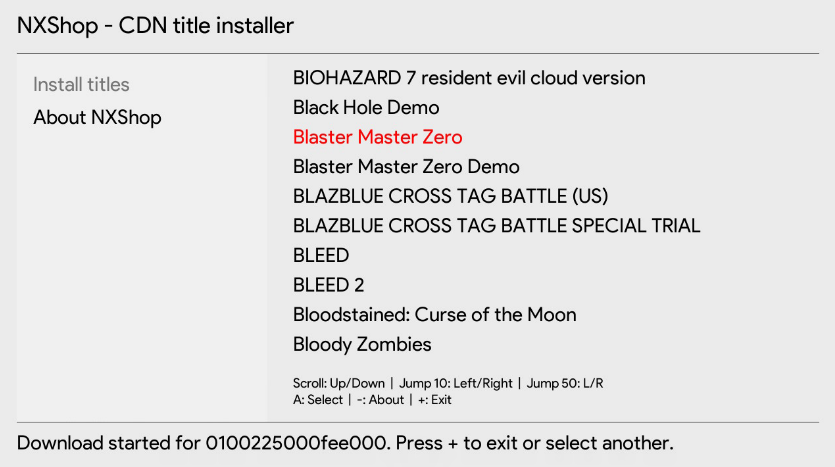 NXShop - CDN title installer
Install titles
About NXShop
BIOHAZARD 7 resident evil cloud version
Black Hole Demo
Blaster Master Zero
Blaster Master Zero Demo
BLAZBLUE CROSS TAG BATTLE (US)
BLAZBLUE CROSS TAG BATTLE SPECIAL TRIAL
BLEED
BLEED 2
Bloodstained: Curse of the Moon
Bloody Zombies
Scroll: Up/Down | Jump 10: Left/Right | Jump 50: L/R
A: Select | -: About | +: Exit
Download started for 0100225000fee000. Press + to exit or select another.